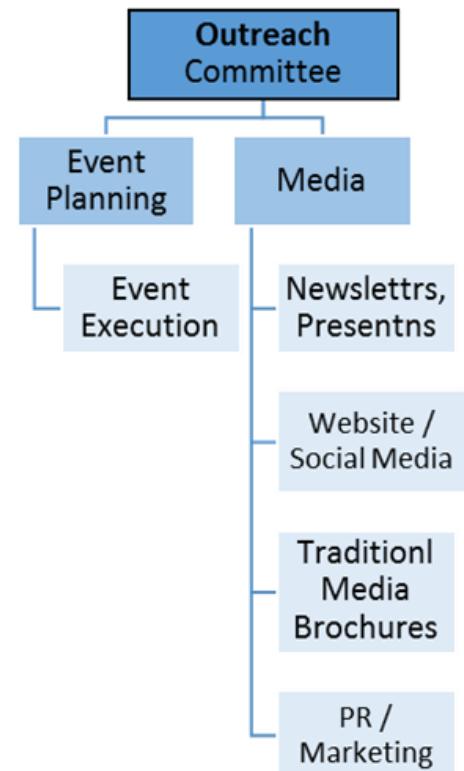 Outreach
Committee
Event
Planning
Media
Event
Execution
Newslettrs,
Presentns
Website /
Social Media
Traditionl
Media
Brochures
PR /
Marketing